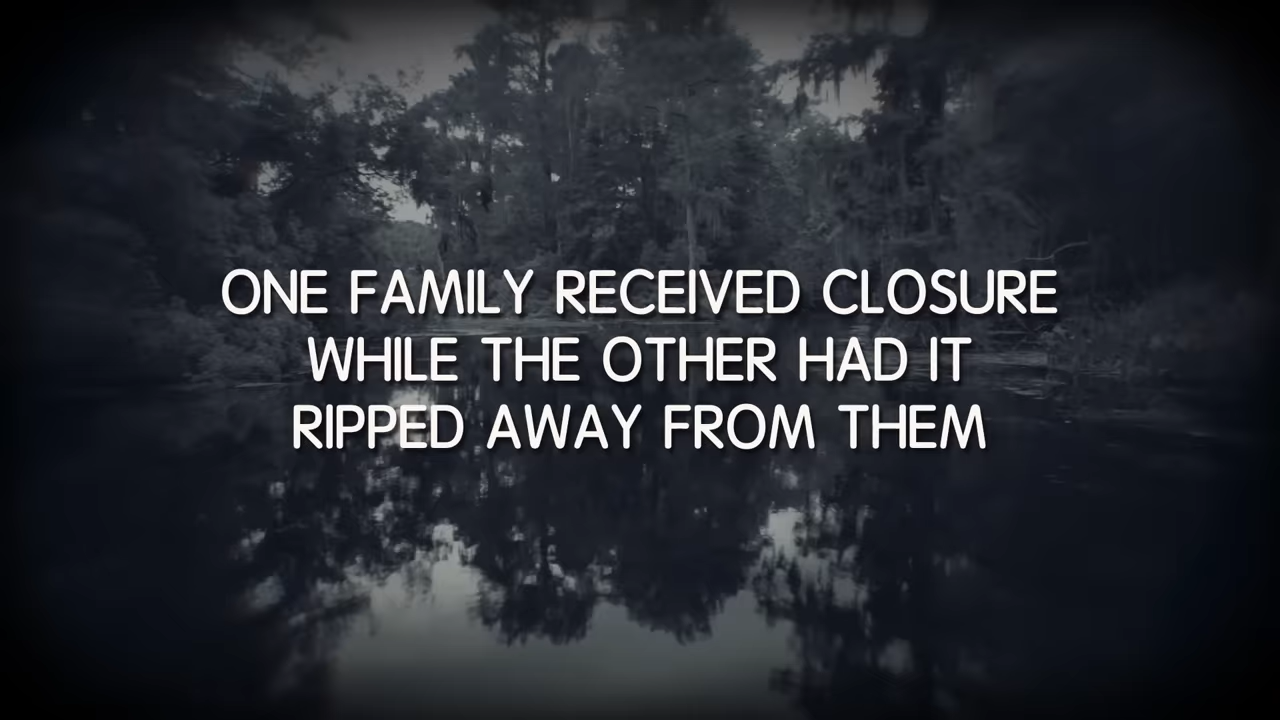 ONE FAMILY RECEIVED CLOSURE
WHILE THE OTHER HAD IT
RIPPED AWAY FROM THEM